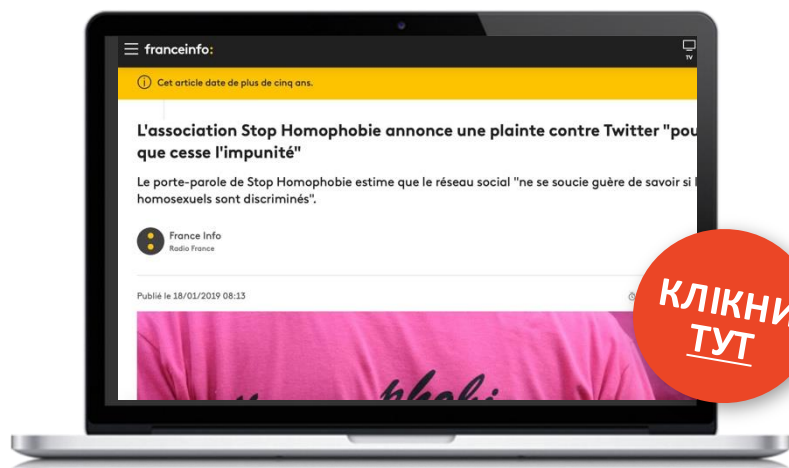 franceinfo:
TV
Cet article date de plus de cinq ans.
L'association Stop Homophobie annonce une plainte contre Twitter "pou
que cesse l'impunité"
Le porte-parole de Stop Homophobie estime que le réseau social "ne se soucie guère de savoir si l
homosexuels sont discriminés".
France Info
Radio France
Publié le 18/01/2019 08:13
КЛІКНИ
ТУТ